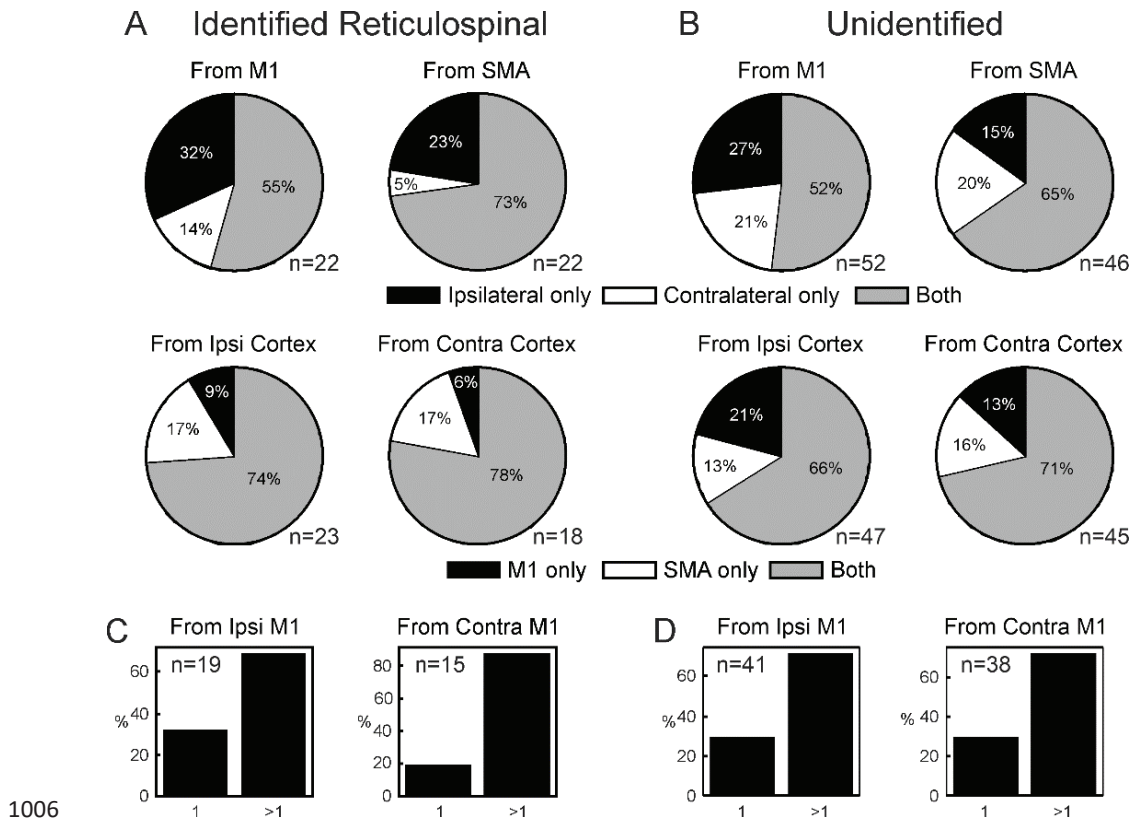 A Identified Reticulospinal B Unidentified
From M1 From SMA From M1 From SMA
32% 55% 14% n=22
23% 5% 73% n=22
27% 52% 21% n=52
15% 20% 65% n=46
Ipsilateral only Contralateral only Both
From Ipsi Cortex From Contra Cortex From Ipsi Cortex From Contra Cortex
9% 17% 74% n=23
6% 17% 78% n=18
21% 13% 66% n=47
13% 16% 71% n=45
M1 only SMA only Both
C From Ipsi M1 From Contra M1 D From Ipsi M1 From Contra M1
n=19 60 40 % 20 0 1 >1
n=15 80 60 40 % 20 0 1 >1
n=41 60 40 % 20 0 1 >1
n=38 60 40 % 20 0 1 >1
1006